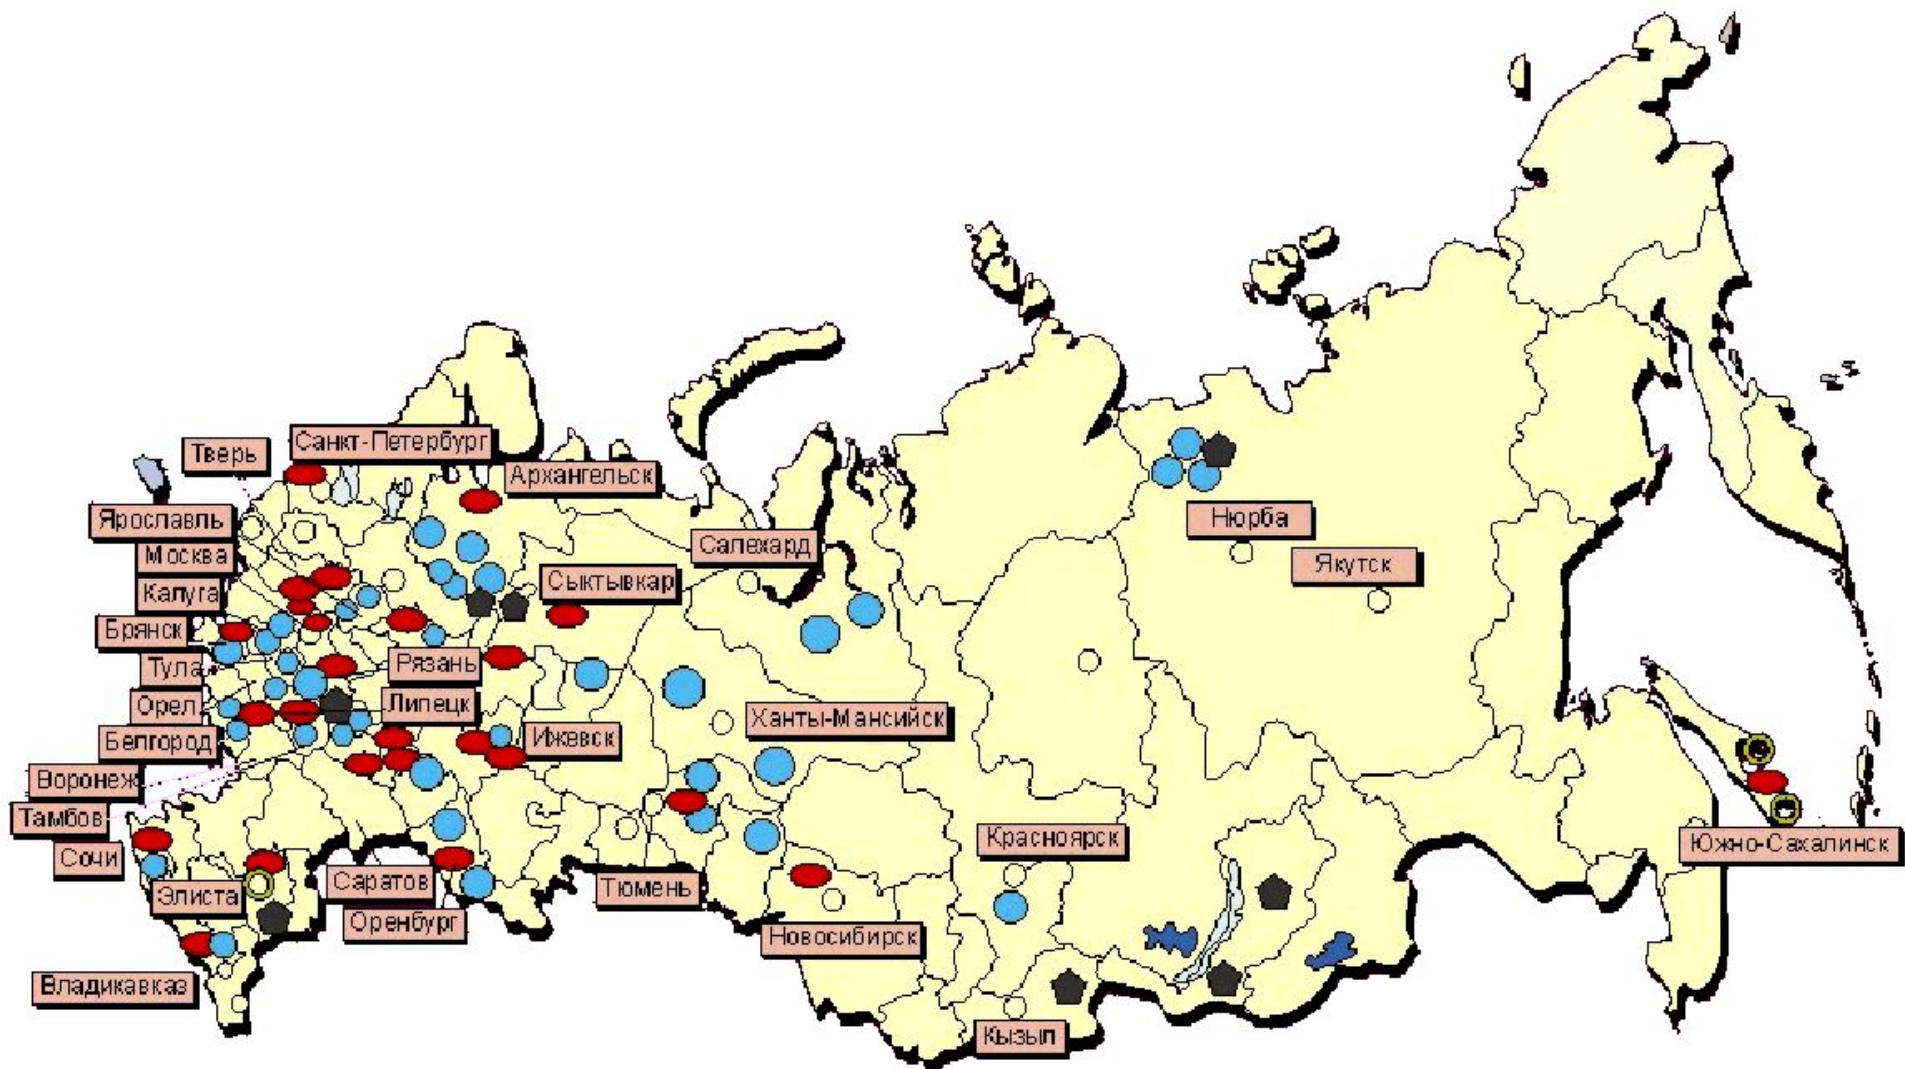 Санкт-Петербург
Тверь
Архангельск
Ярославль
Нюрба
Салехард
Москва
Якутск
Сыктывкар
Калуга
Брянск
Рязань
Тула
Орел
Липецк
Ханты-Мансийск
Ижевск
Белгород
Воронеж
Тамбов
Красноярск
Южно-Сахалинск
Сочи
Саратов
Тюмень
Элиста
Оренбург
Новосибирск
Владикавказ
Кызыл